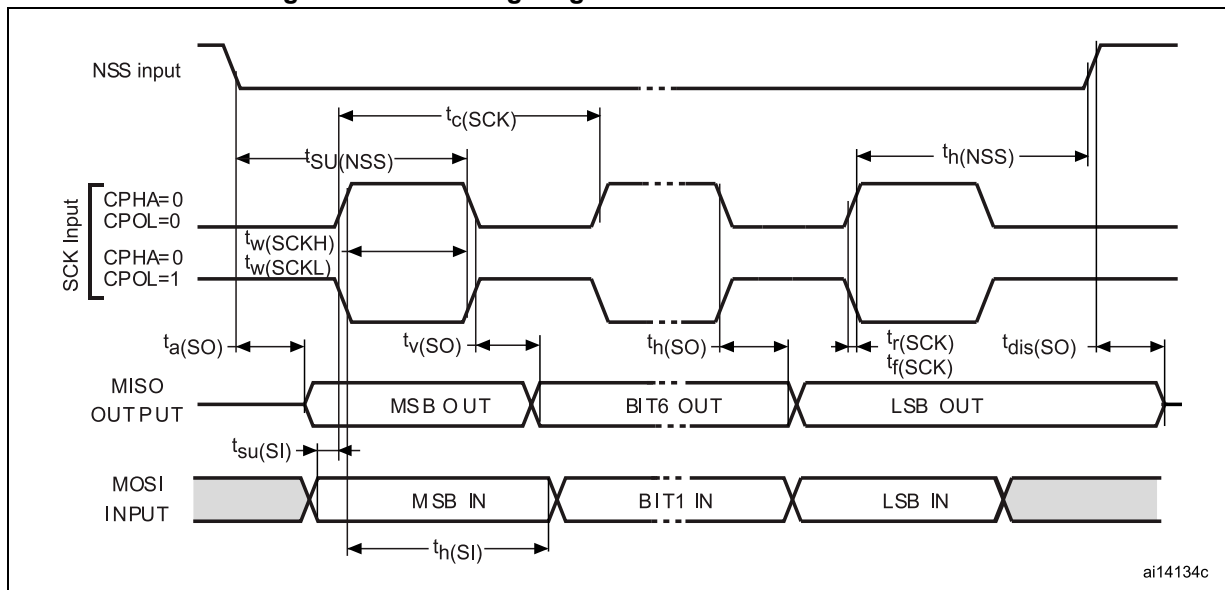 NSS input
tc(SCK)
tSU(NSS)
th(NSS)
SCK Input
CPHA=0
CPOL=0
tw(SCKH)
CPHA=0
tw(SCKL)
CPOL=1
ta(SO)
tv(SO)
th(SO)
tr(SCK)
tf(SCK)
tdis(SO)
MISO
OUTPUT
MSB OUT
BIT6 OUT
LSB OUT
tsu(SI)
MOSI
INPUT
MSB IN
BIT1 IN
LSB IN
th(SI)
ai14134c